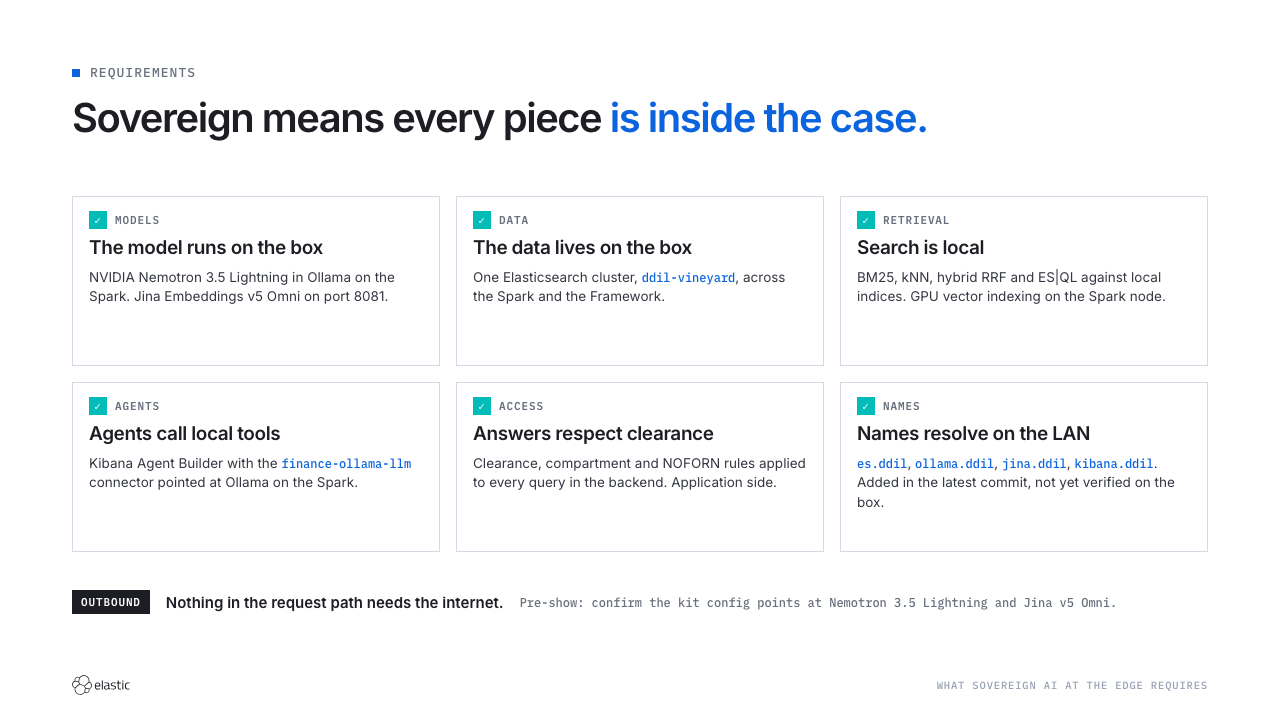 REQUIREMENTS
Sovereign means every piece is inside the case.
✓ MODELS
The model runs on the box
NVIDIA Nemotron 3.5 Lightning in Ollama on the
Spark. Jina Embeddings v5 Omni on port 8081.
✓ DATA
The data lives on the box
One Elasticsearch cluster, ddil-vineyard, across
the Spark and the Framework.
✓ RETRIEVAL
Search is local
BM25, kNN, hybrid RRF and ES|QL against local
indices. GPU vector indexing on the Spark node.
✓ AGENTS
Agents call local tools
Kibana Agent Builder with the finance-ollama-llm
connector pointed at Ollama on the Spark.
✓ ACCESS
Answers respect clearance
Clearance, compartment and NOFORN rules applied
to every query in the backend. Application side.
✓ NAMES
Names resolve on the LAN
es.ddil, ollama.ddil, jina.ddil, kibana.ddil.
Added in the latest commit, not yet verified on the
box.
OUTBOUND Nothing in the request path needs the internet. Pre-show: confirm the kit config points at Nemotron 3.5 Lightning and Jina v5 Omni.
elastic
WHAT SOVEREIGN AI AT THE EDGE REQUIRES